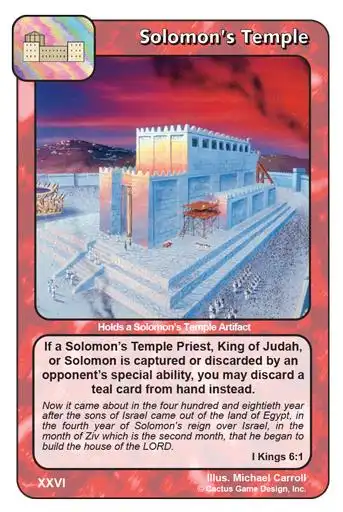 Solomon's Temple
Holds a Solomon's Temple Artifact
If a Solomon's Temple Priest, King of Judah,
or Solomon is captured or discarded by an
opponent's special ability, you may discard a
teal card from hand instead.
Now it came about in the four hundred and eightieth year
after the sons of Israel came out of the land of Egypt, in
the fourth year of Solomon's reign over Israel, in the
month of Ziv which is the second month, that he began to
build the house of the LORD.
I Kings 6:1
XXVI
Illus. Michael Carroll
© Cactus Game Design, Inc.